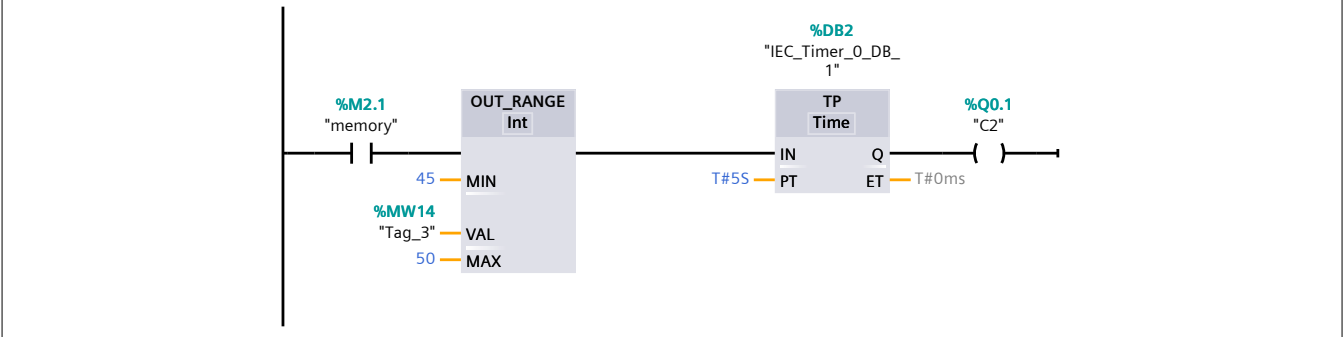 %DB2
"IEC_Timer_0_DB_
1"
%M2.1
"memory"
OUT_RANGE
Int
TP
Time
%Q0.1
"C2"
IN
Q
45
MIN
T#5S
PT
ET
T#0ms
%MW14
"Tag_3"
VAL
50
MAX